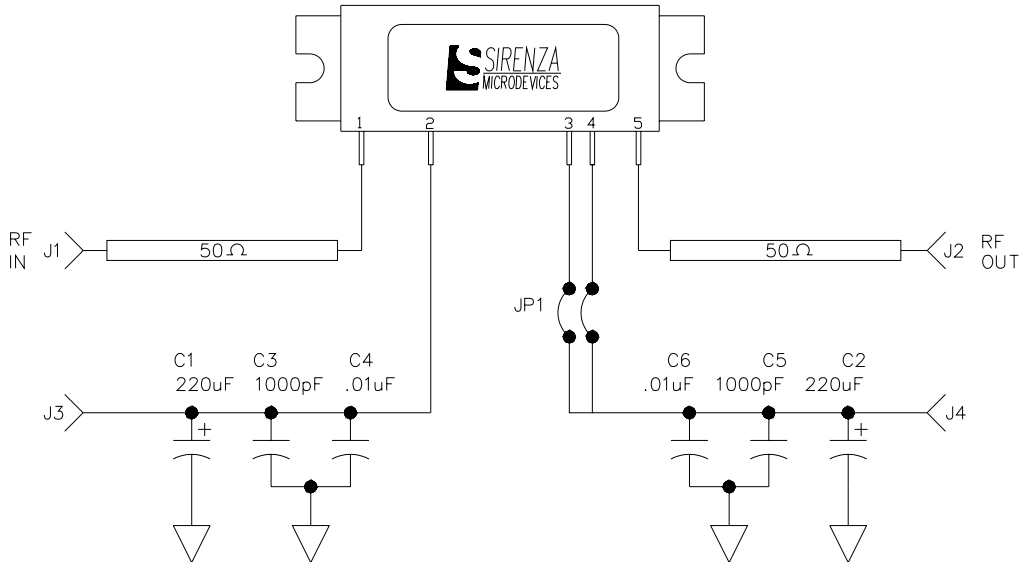 SIRENZA
MICRODEVICES
1 2 3 4 5
RF
IN
J1
50Ω
50Ω
J2
RF
OUT
JP1
C1
220uF
C3
1000pF
C4
.01uF
C6
.01uF
C5
1000pF
C2
220uF
J3
+
+
J4